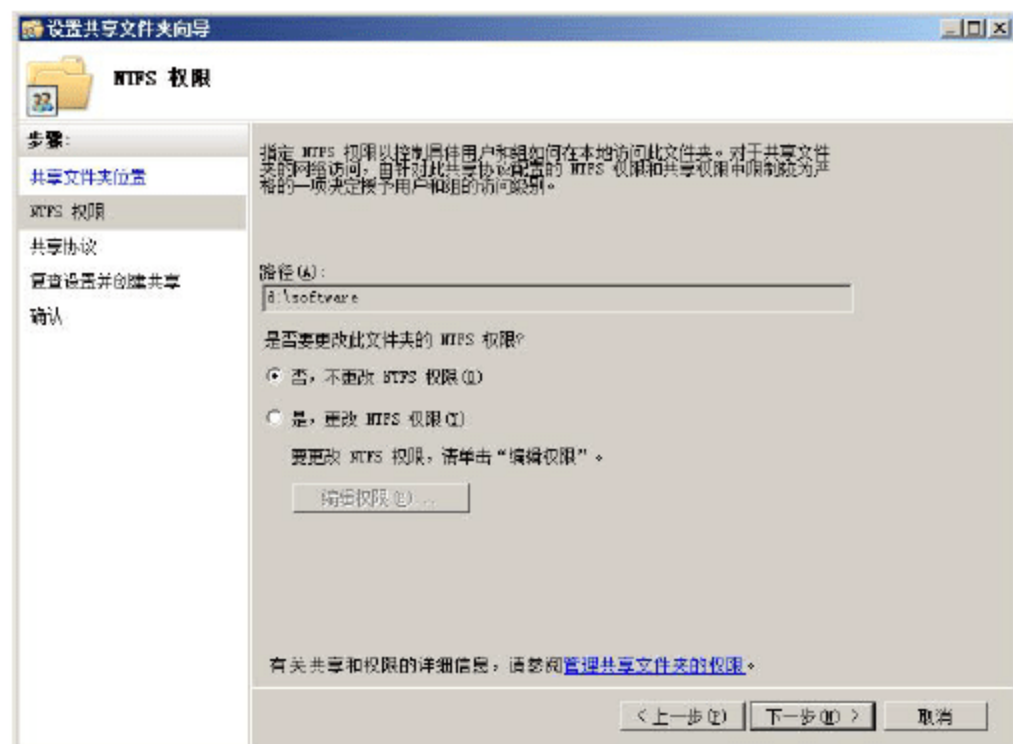 设置共享文件夹向导
NTFS 权限
步骤:
共享文件夹位置
NTFS 权限
共享协议
复查设置并创建共享
确认
指定 NTFS 权限以控制具体用户和组如何在本地访问此文件夹。对于共享文件
夹的网络访问，由针对此共享协议配置的 NTFS 权限和共享权限中限制较为严
格的一项决定授予用户和组的访问级别。
路径(A):
d:\software
是否要更改此文件夹的 NTFS 权限?
否，不更改 NTFS 权限(O)
是，更改 NTFS 权限(Y)
要更改 NTFS 权限，请单击“编辑权限”。
编辑权限(E)...
有关共享和权限的详细信息，请参阅管理共享文件夹的权限。
<上一步(P)
下一步(N) >
取消